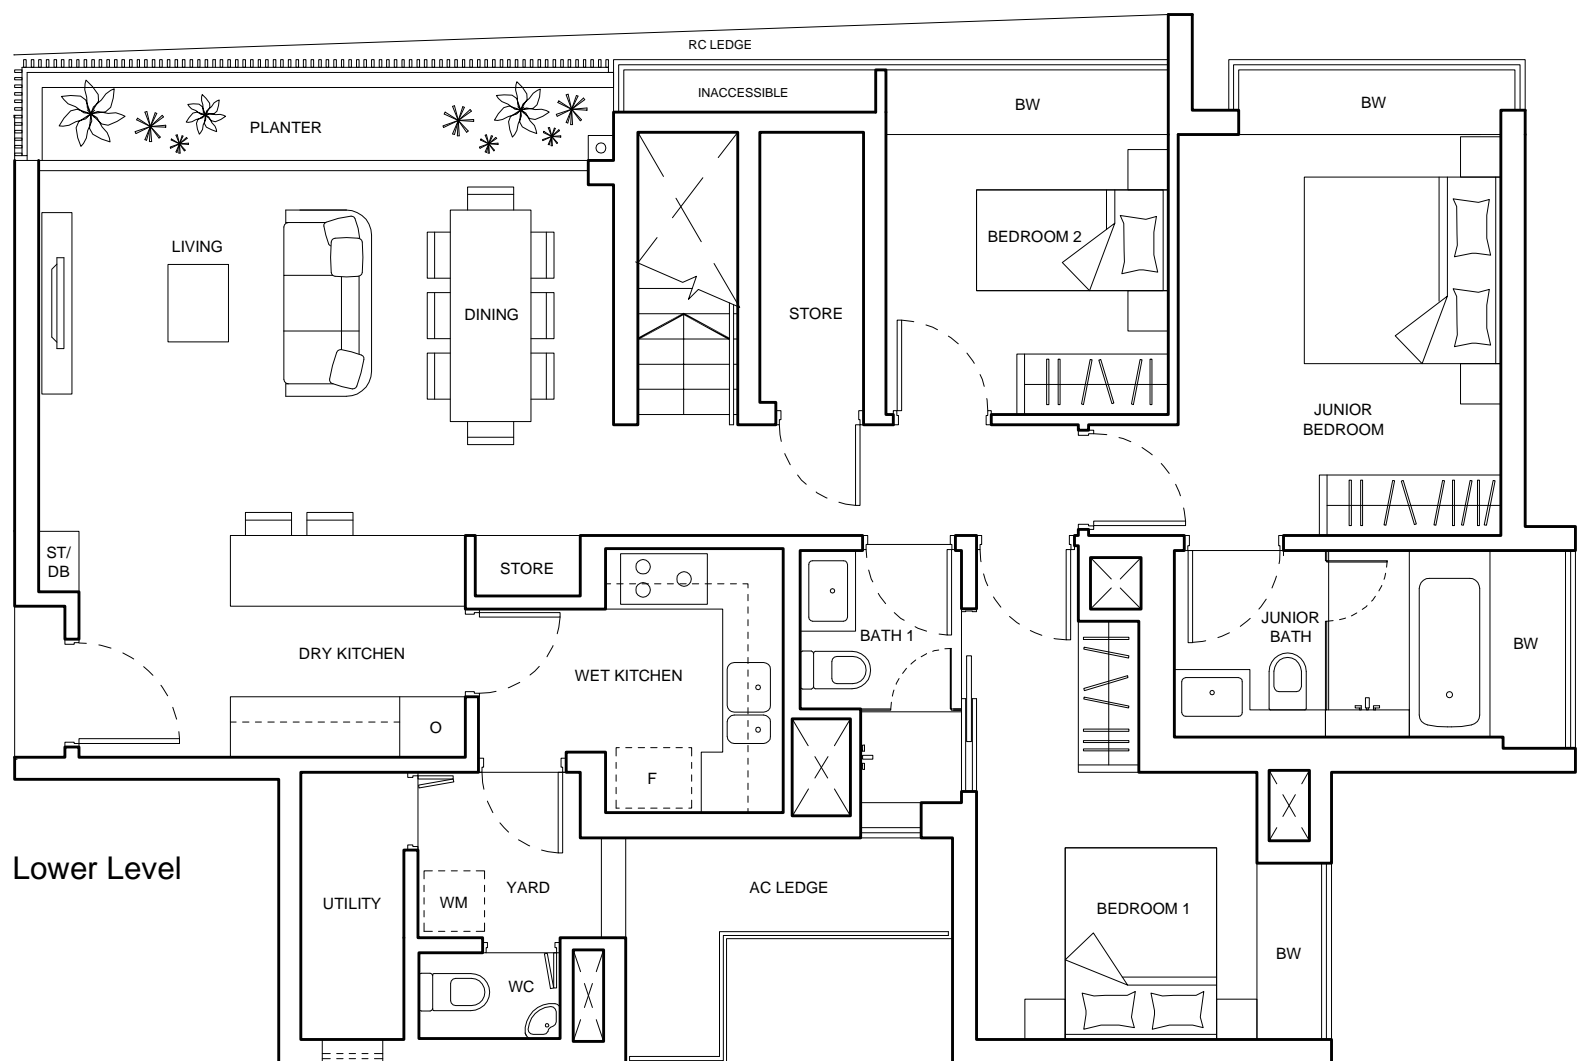 RC LEDGE
INACCESSIBLE
BW
BW
PLANTER
LIVING
BEDROOM 2
DINING
STORE
JUNIOR
BEDROOM
ST/
DB
STORE
BATH 1
JUNIOR
BATH
BW
DRY KITCHEN
WET KITCHEN
O
F
Lower Level
UTILITY
WM
YARD
AC LEDGE
BEDROOM 1
BW
WC